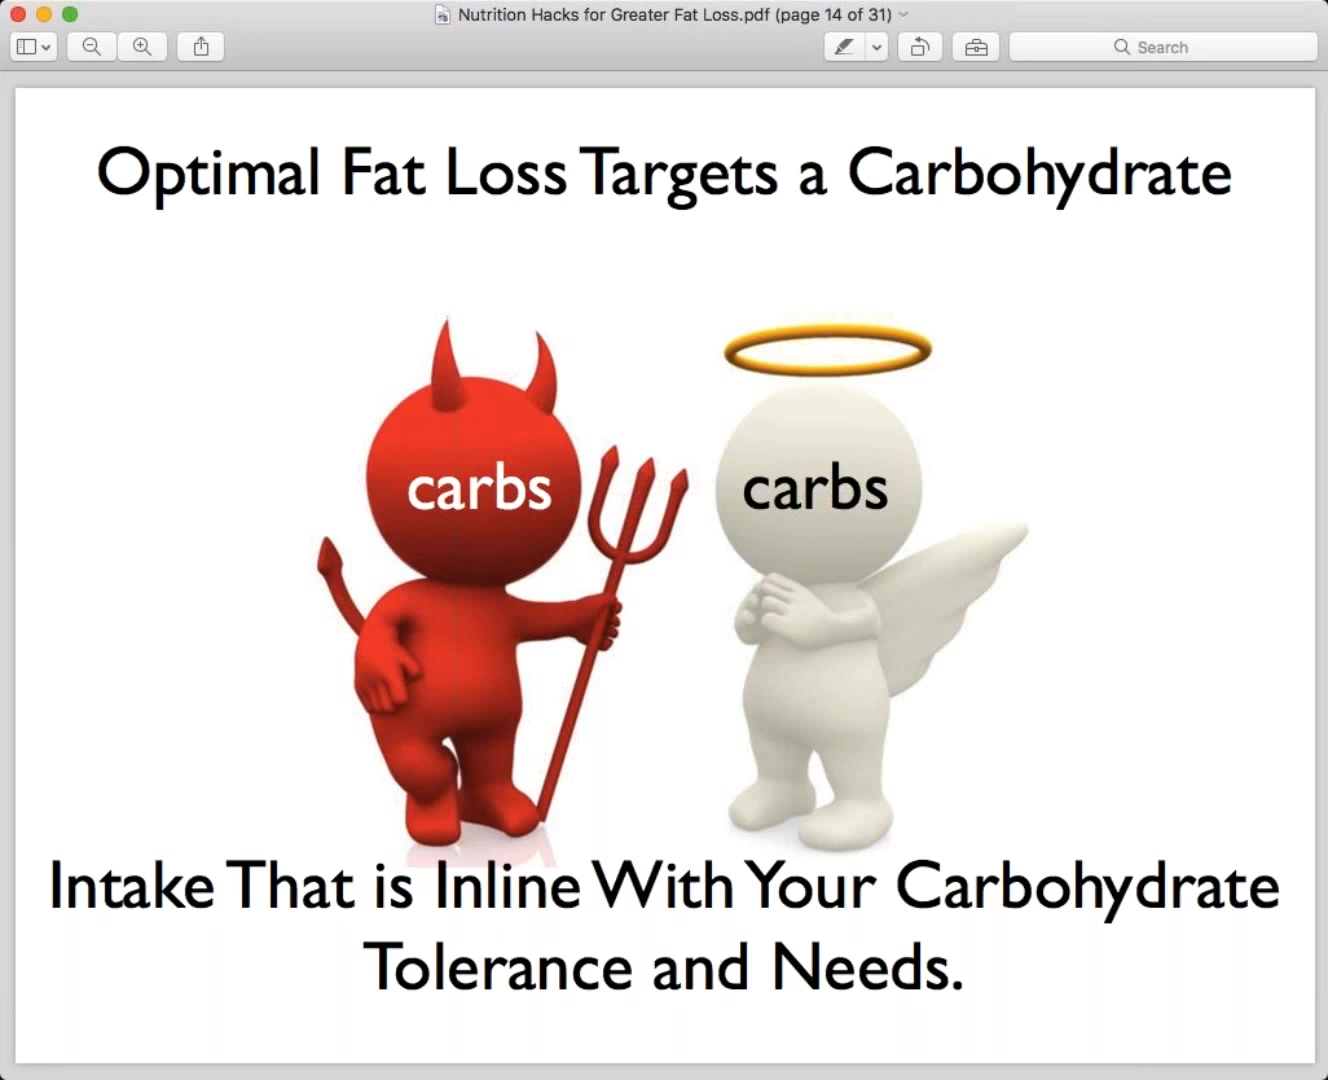 Nutrition Hacks for Greater Fat Loss.pdf (page 14 of 31)
Search
Optimal Fat Loss Targets a Carbohydrate
carbs
carbs
Intake That is Inline With Your Carbohydrate
Tolerance and Needs.